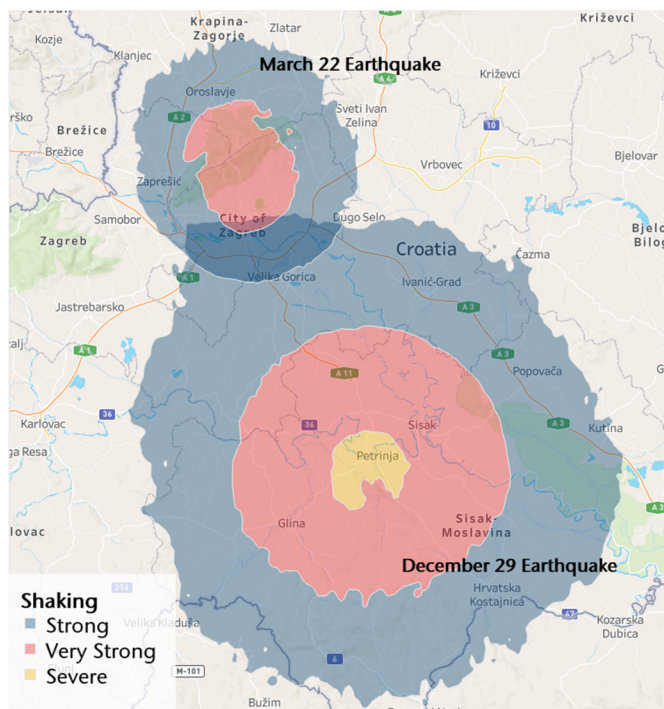 Krapina-
Zagorje
Zlatar
Križevci
Kozje
Klanjec
March 22 Earthquake
A 4
Križevci
Oroslavje
A 2
Sveti Ivan
Zelina
10
Brežice
Brežice
Vrbovec
Bjelovar
Zaprešić
Samobor
City of
Zagreb
Dugo Selo
Zagreb
Croatia
Čazma
A 1
Velika Gorica
Ivanić-Grad
Jastrebarsko
A 3
A 1
A 3
Popovača
A 11
36
Karlovac
36
Sisak
A 3
Kutina
Petrinja
Glina
Sisak-
Moslavina
A 3
December 29 Earthquake
Hrvatska
Kostajnica
Shaking
Strong
Very Strong
Severe
Velika Kladuša
47
Kozarska
Dubica
6
M-101
Bužim